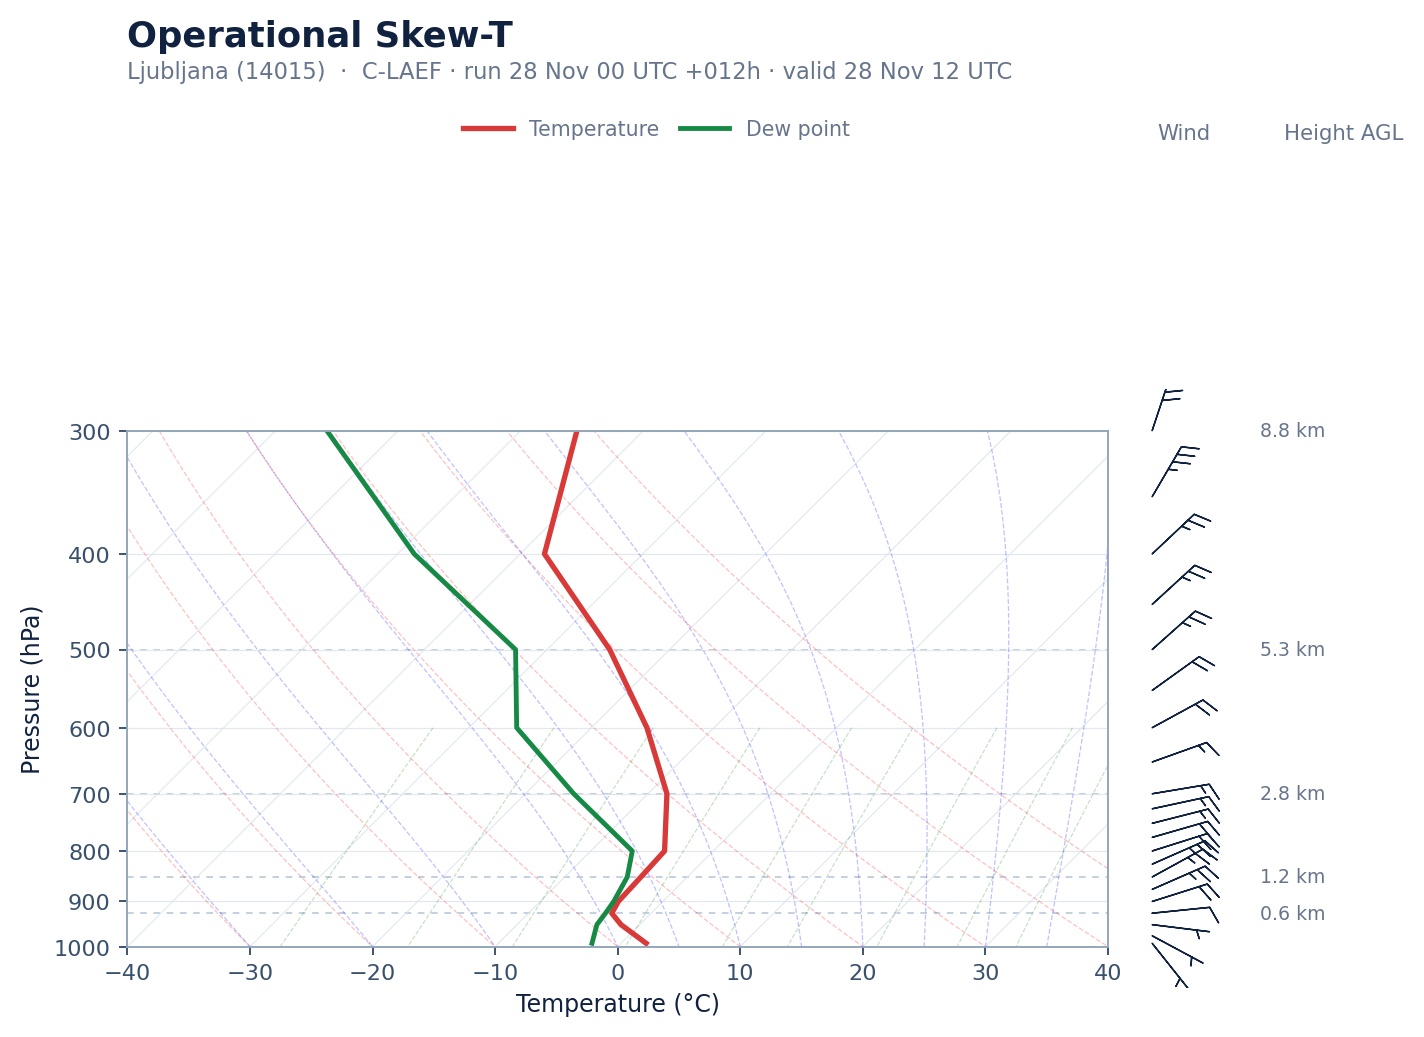 Operational Skew-T
Ljubljana (14015)  ·  C-LAEF · run 28 Nov 00 UTC +012h · valid 28 Nov 12 UTC
Temperature
Dew point
Wind
Height AGL
300
400
500
600
700
800
900
1000
Pressure (hPa)
8.8 km
5.3 km
2.8 km
1.2 km
0.6 km
−40
−30
−20
−10
0
10
20
30
40
Temperature (°C)